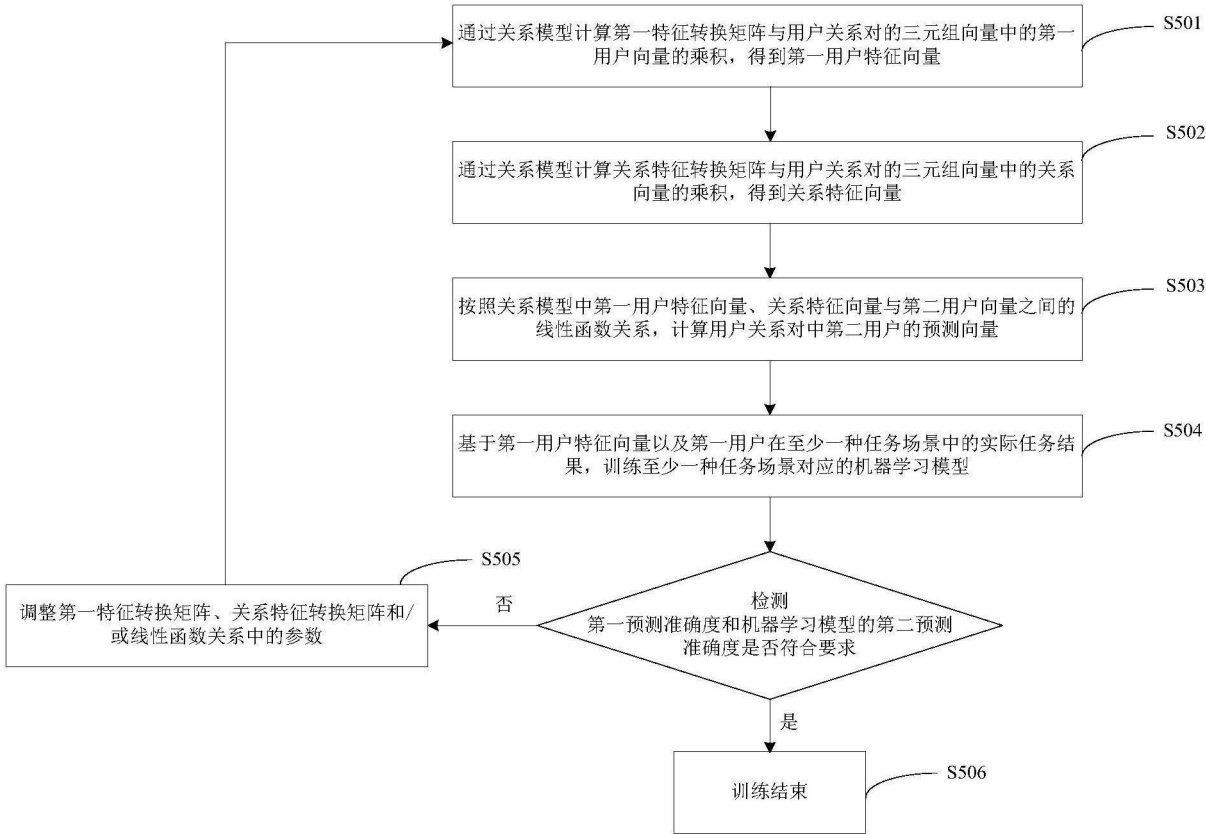 通过关系模型计算第一特征转换矩阵与用户关系对的三元组向量中的第一
用户向量的乘积，得到第一用户特征向量
S501
通过关系模型计算关系特征转换矩阵与用户关系对的三元组向量中的关系
向量的乘积，得到关系特征向量
S502
按照关系模型中第一用户特征向量、关系特征向量与第二用户向量之间的
线性函数关系，计算用户关系对中第二用户的预测向量
S503
基于第一用户特征向量以及第一用户在至少一种任务场景中的实际任务结
果，训练至少一种任务场景对应的机器学习模型
S504
检测
第一预测准确度和机器学习模型的第二预测
准确度是否符合要求
否
S505
调整第一特征转换矩阵、关系特征转换矩阵和/
或线性函数关系中的参数
是
训练结束
S506